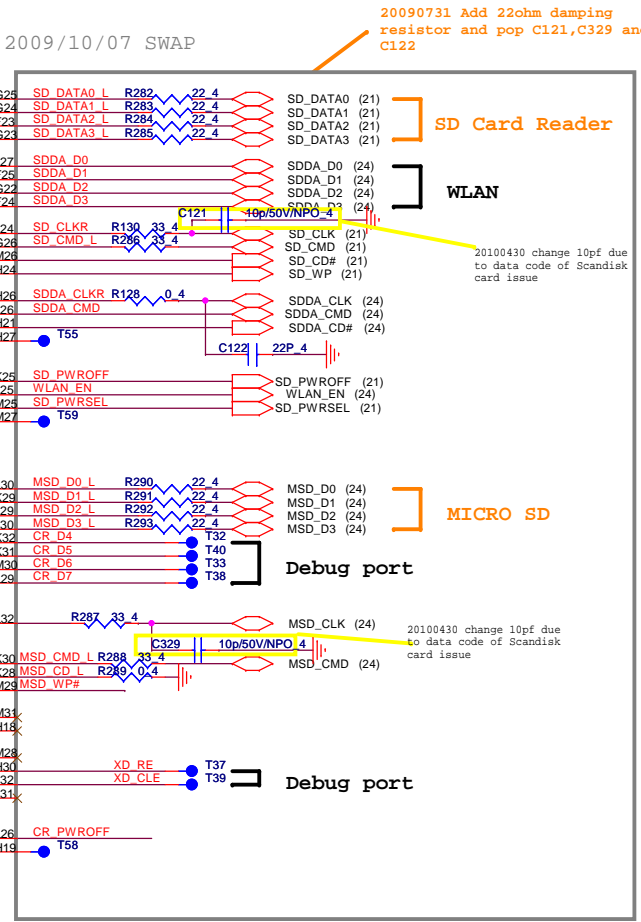 20090731 Add 22ohm damping
resistor and pop C121,C329 and
C122
2009/10/07 SWAP
G25 SD_DATA0_L R282 22_4 SD_DATA0 (21)
G24 SD_DATA1_L R283 22_4 SD_DATA1 (21)
F23 SD_DATA2_L R284 22_4 SD_DATA2 (21)
G23 SD_DATA3_L R285 22_4 SD_DATA3 (21)
SD Card Reader
SDDA_D0 SDDA_D0 (24)
SDDA_D1 SDDA_D1 (24)
SDDA_D2 SDDA_D2 (24)
SDDA_D3 SDDA_D3 (24)
WLAN
C121 10p/50V/NPO_4
SD_CLKR R130 33_4 SD_CLK (21)
SD_CMD_L R286 33_4 SD_CMD (21)
SD_CD# (21)
SD_WP (21)
20100430 change 10pf due
to data code of Scandisk
card issue
SDDA_CLKR R128 0_4 SDDA_CLK (24)
SDDA_CMD SDDA_CMD (24)
SDDA_CD# (24)
T55
C122 22P_4
SD_PWROFF SD_PWROFF (21)
WLAN_EN WLAN_EN (24)
SD_PWRSEL SD_PWRSEL (21)
T59
MSD_D0_L R290 22_4 MSD_D0 (24)
MSD_D1_L R291 22_4 MSD_D1 (24)
MSD_D2_L R292 22_4 MSD_D2 (24)
MSD_D3_L R293 22_4 MSD_D3 (24)
MICRO SD
CR_D4 T32
CR_D5 T40
CR_D6 T33
CR_D7 T38
Debug port
R287 33_4 MSD_CLK (24)
C329 10p/50V/NPO_4
20100430 change 10pf due
to data code of Scandisk
card issue
MSD_CMD_L R288 33_4 MSD_CMD (24)
MSD_CD_L R289 0_4
MSD_WP#
XD_RE T37
XD_CLE T39
Debug port
CR_PWROFF
T58